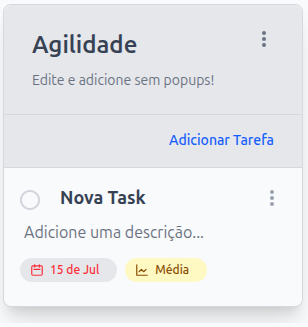 Agilidade
Edite e adicione sem popups!
Adicionar Tarefa
Nova Task
Adicione uma descrição...
15 de Jul
Média